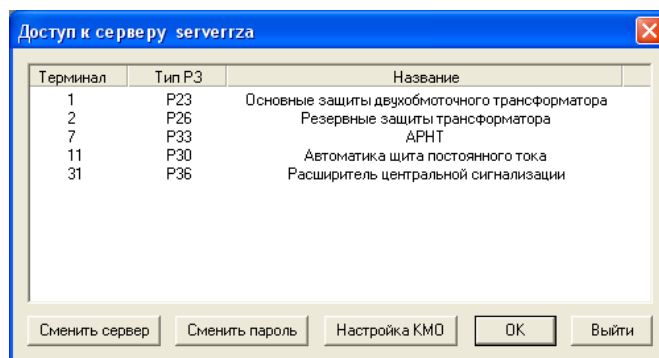 Доступ к серверу serverrza
Терминал Тип РЗ Название
1 Р23 Основные защиты двухобмоточного трансформатора
2 Р26 Резервные защиты трансформатора
7 Р33 АРНТ
11 Р30 Автоматика щита постоянного тока
31 Р36 Расширитель центральной сигнализации
Сменить сервер Сменить пароль Настройка КМО OK Выйти